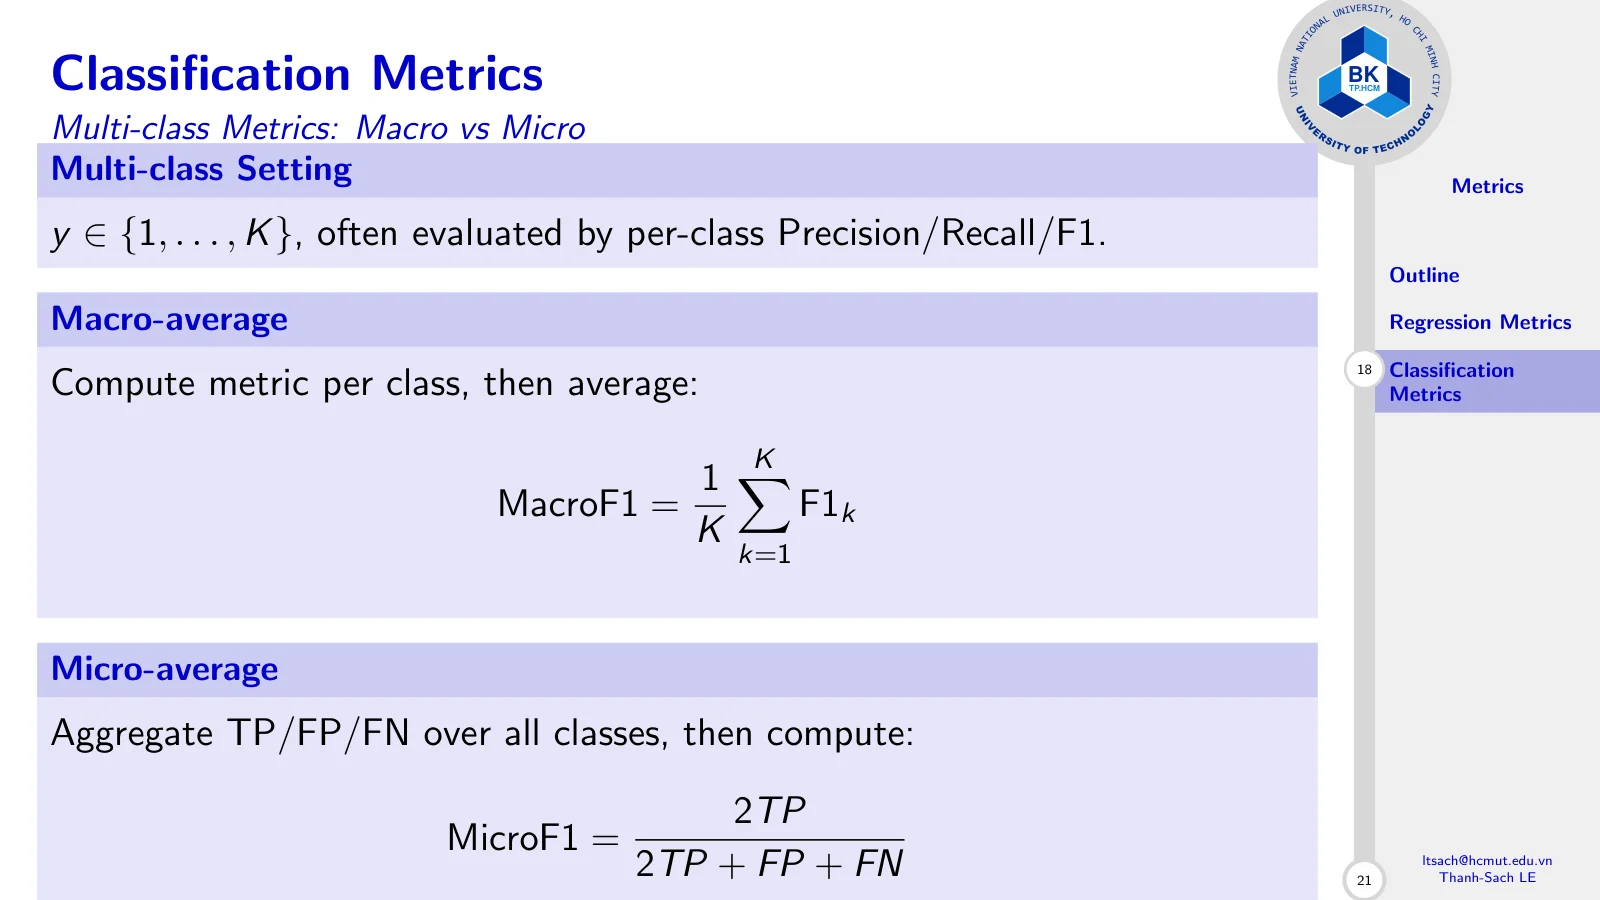 Classification Metrics
Multi-class Metrics: Macro vs Micro
Multi-class Setting
y ∈ {1, . . . , K}, often evaluated by per-class Precision/Recall/F1.
Macro-average
Compute metric per class, then average:
MacroF1 = \frac{1}{K} \sum_{k=1}^{K} F1_k
Micro-average
Aggregate TP/FP/FN over all classes, then compute:
MicroF1 = \frac{2TP}{2TP + FP + FN}
VIETNAM NATIONAL UNIVERSITY, HO CHI MINH CITY
BK
TP.HCM
UNIVERSITY OF TECHNOLOGY
Metrics
Outline
Regression Metrics
18
Classification
Metrics
ltsach@hcmut.edu.vn
Thanh-Sach LE
21